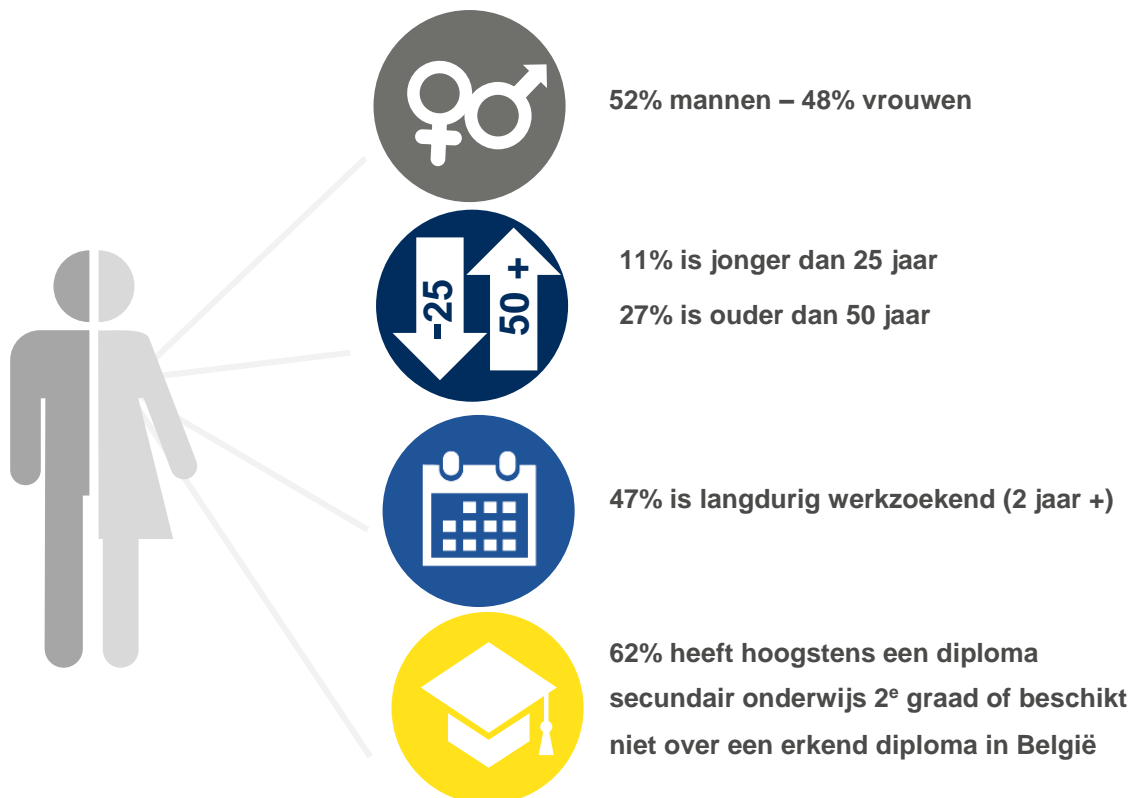 52% mannen – 48% vrouwen
-25
50 +
11% is jonger dan 25 jaar
27% is ouder dan 50 jaar
47% is langdurig werkzoekend (2 jaar +)
62% heeft hoogstens een diploma
secundair onderwijs 2e graad of beschikt
niet over een erkend diploma in België